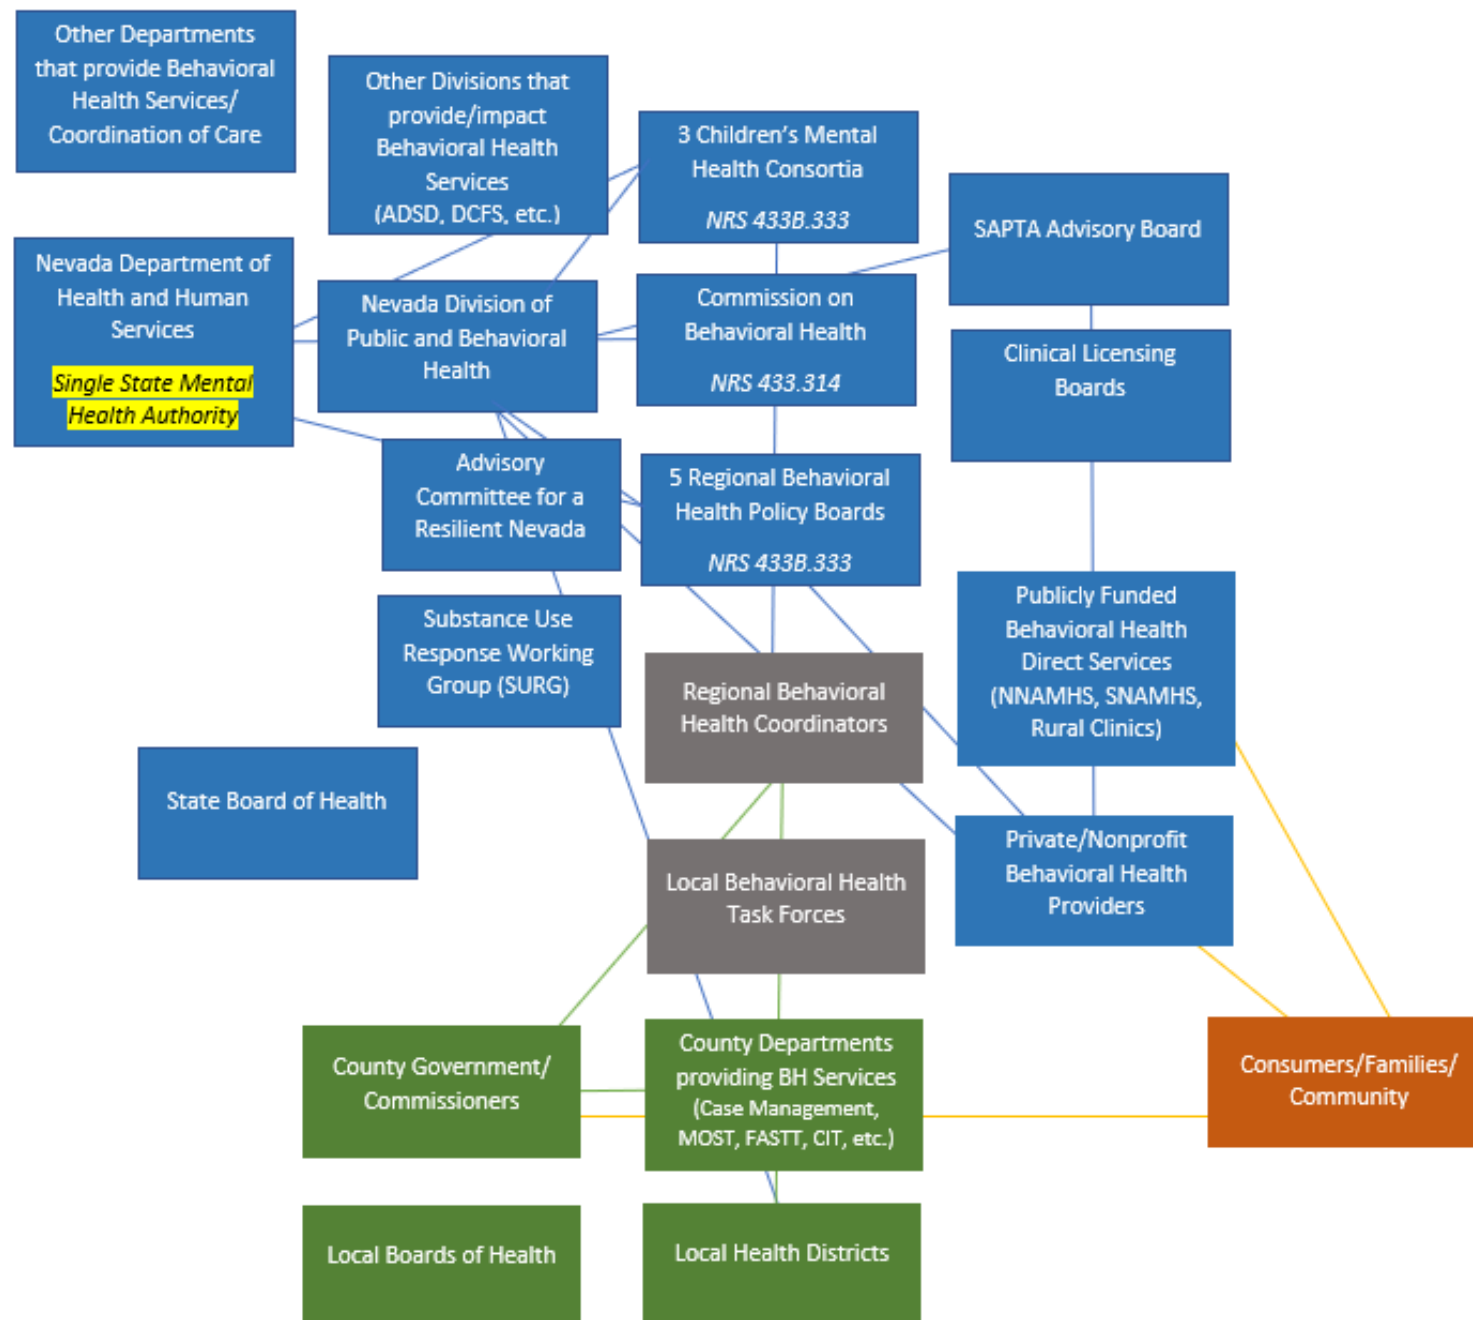 Other Departments
that provide Behavioral
Health Services/
Coordination of Care
Other Divisions that
provide/impact
Behavioral Health
Services
(ADSD, DCFS, etc.)
3 Children's Mental
Health Consortia
NRS 433B.333
SAPTA Advisory Board
Nevada Department of
Health and Human
Services
Single State Mental
Health Authority
Nevada Division of
Public and Behavioral
Health
Commission on
Behavioral Health
NRS 433.314
Clinical Licensing
Boards
Advisory
Committee for a
Resilient Nevada
5 Regional Behavioral
Health Policy Boards
NRS 433B.333
Substance Use
Response Working
Group (SURG)
Regional Behavioral
Health Coordinators
Publicly Funded
Behavioral Health
Direct Services
(NNAMHS, SNAMHS,
Rural Clinics)
State Board of Health
Local Behavioral Health
Task Forces
Private/Nonprofit
Behavioral Health
Providers
County Government/
Commissioners
County Departments
providing BH Services
(Case Management,
MOST, FASTT, CIT, etc.)
Consumers/Families/
Community
Local Boards of Health
Local Health Districts